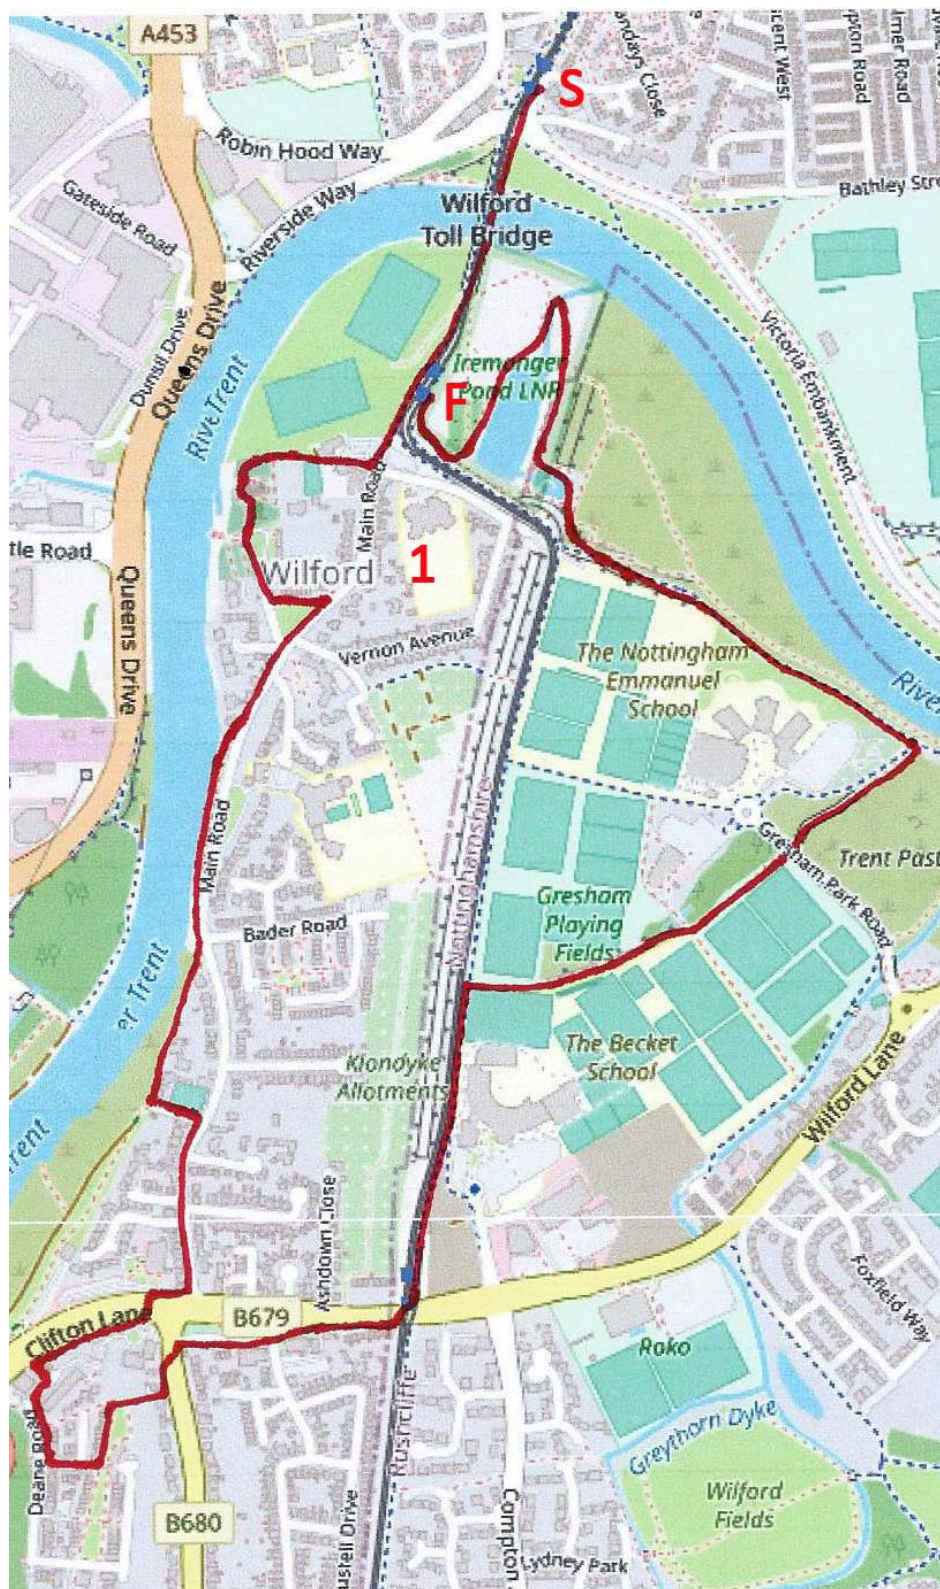 A453
S
Close
Robin Hood Way
Gateside Road
Riverside Way
Bathley
Wilford
Toll Bridge
Dunsil Drive
Queens Drive
River Trent
Victoria Embankment
Iremonger
Pond LNR
F
Main Road
tle Road
1
Wilford
Queens Drive
Vernon Avenue
The Nottingham
Emmanuel
School
River
Main Road
Nottinghamshire
Gresham Park Road
Trent Past
Gresham
Playing
Fields
Bader Road
er Trent
Klondyke
Allotments
The Becket
School
Wilford Lane
Trent
Ashdown Close
Foxfield Way
Clifton Lane
B679
Roko
Rushcliffe
Deane Road
Greythorn Dyke
Wilford
Fields
B680
Compton
Lydney Park